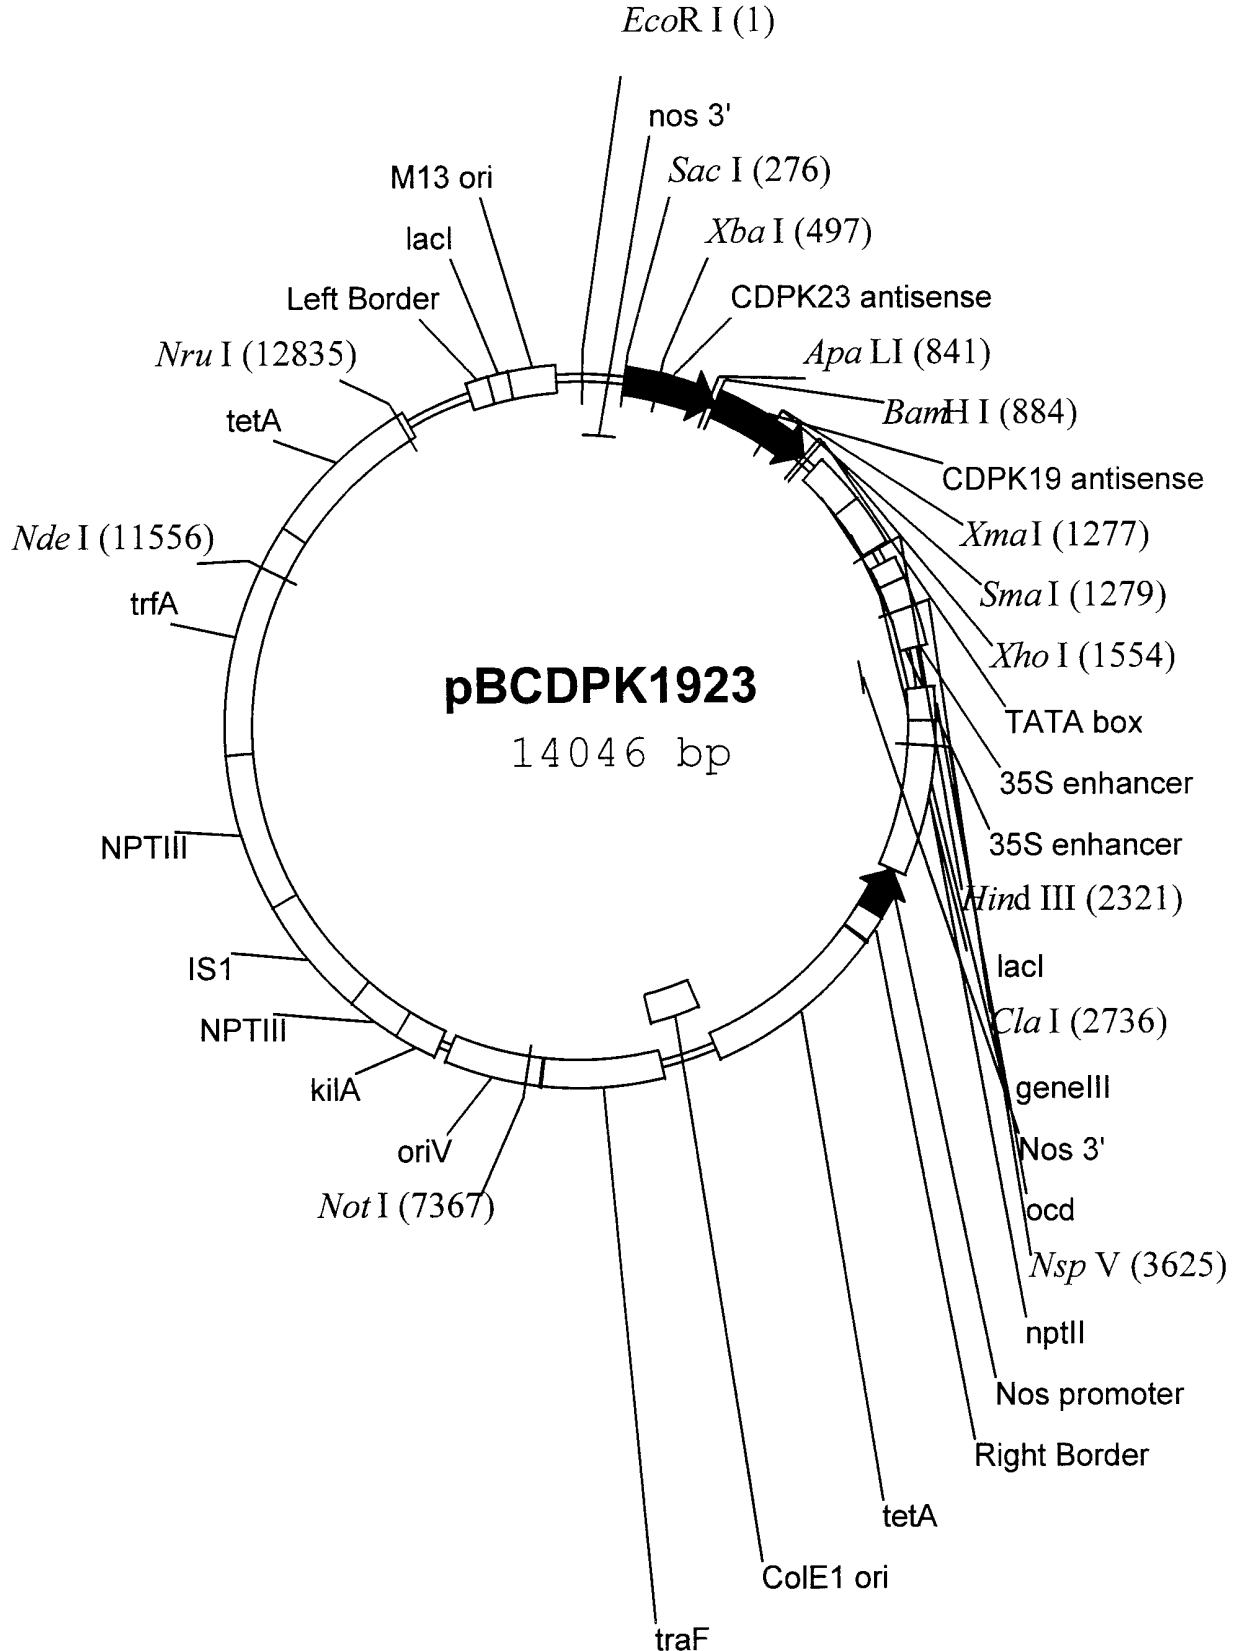 EcoR I (1)
nos 3'
Sac I (276)
M13 ori
Xba I (497)
lacI
Left Border
CDPK23 antisense
Nru I (12835)
Apa LI (841)
BamH I (884)
tetA
CDPK19 antisense
Nde I (11556)
Xma I (1277)
Sma I (1279)
trfA
Xho I (1554)
pBCDPK1923
TATA box
14046 bp
35S enhancer
NPTIII
35S enhancer
Hind III (2321)
IS1
lacI
NPTIII
Cla I (2736)
kilA
geneIII
oriV
Nos 3'
Not I (7367)
ocd
Nsp V (3625)
nptII
Nos promoter
Right Border
tetA
ColE1 ori
traF